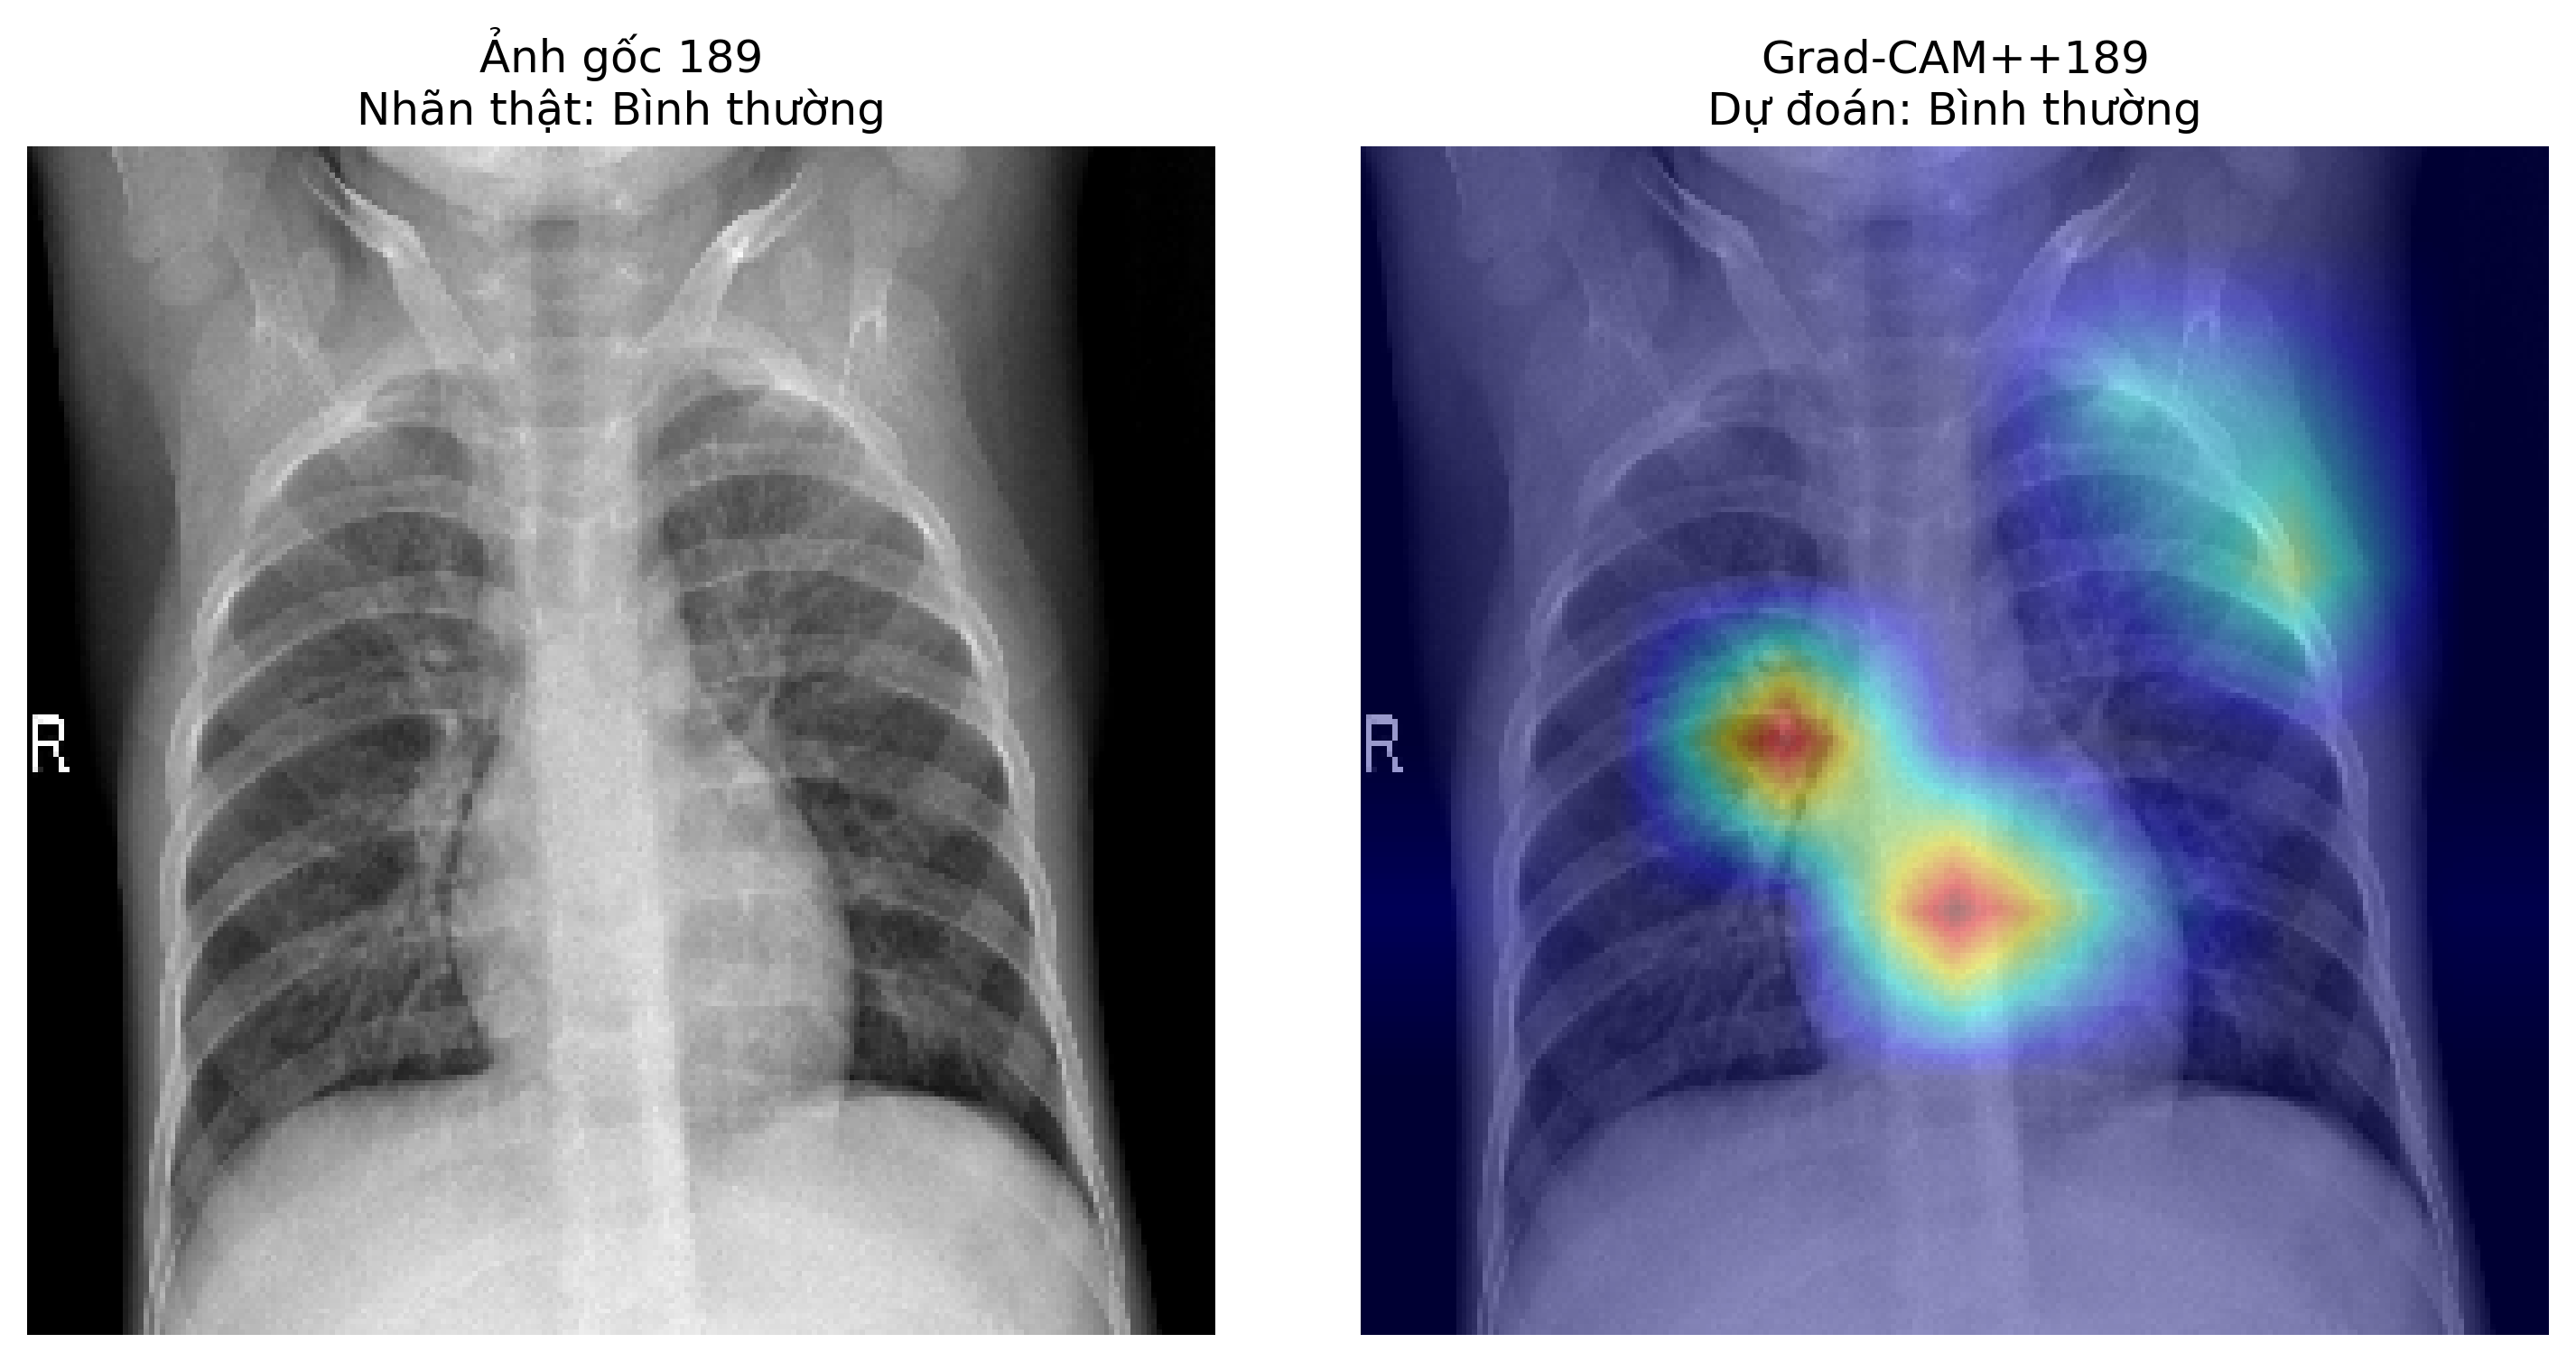 Ảnh gốc 189
Nhãn thật: Bình thường
Grad-CAM++189
Dự đoán: Bình thường
R
R